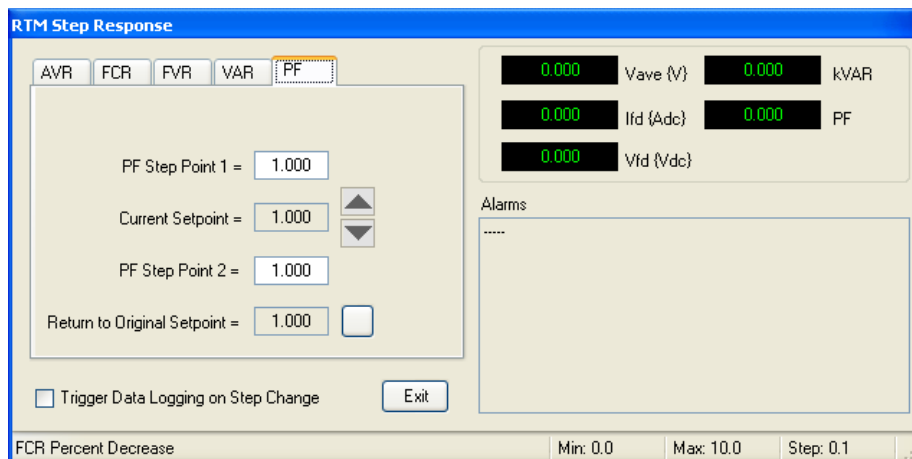 RTM Step Response
AVR FCR FVR VAR PF
PF Step Point 1 = 1.000
Current Setpoint = 1.000
PF Step Point 2 = 1.000
Return to Original Setpoint = 1.000
Trigger Data Logging on Step Change Exit
0.000 Vave {V} 0.000 kVAR
0.000 Ifd {Adc} 0.000 PF
0.000 Vfd {Vdc}
Alarms
-----
FCR Percent Decrease Min: 0.0 Max: 10.0 Step: 0.1